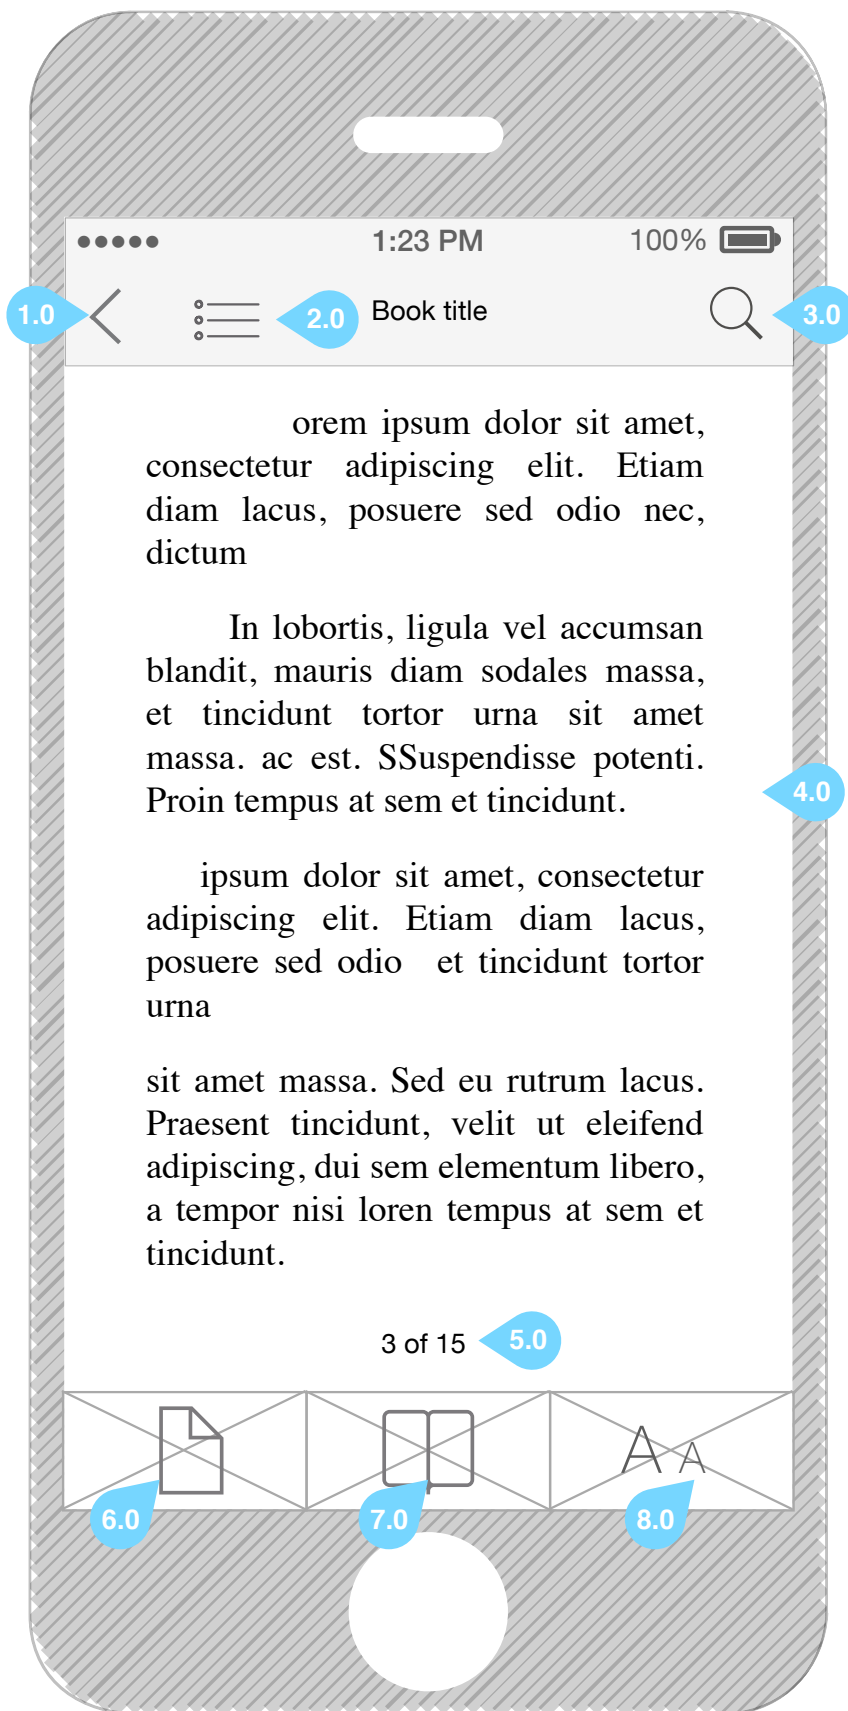 1:23 PM 100%
1.0 2.0 Book title 3.0
orem ipsum dolor sit amet,
consectetur adipiscing elit. Etiam
diam lacus, posuere sed odio nec,
dictum
In lobortis, ligula vel accumsan
blandit, mauris diam sodales massa,
et tincidunt tortor urna sit amet
massa. ac est. SSuspendisse potenti.
4.0
Proin tempus at sem et tincidunt.
ipsum dolor sit amet, consectetur
adipiscing elit. Etiam diam lacus,
posuere sed odio et tincidunt tortor
urna
sit amet massa. Sed eu rutrum lacus.
Praesent tincidunt, velit ut eleifend
adipiscing, dui sem elementum libero,
a tempor nisi loren tempus at sem et
tincidunt.
3 of 15 5.0
A A
6.0 7.0 8.0